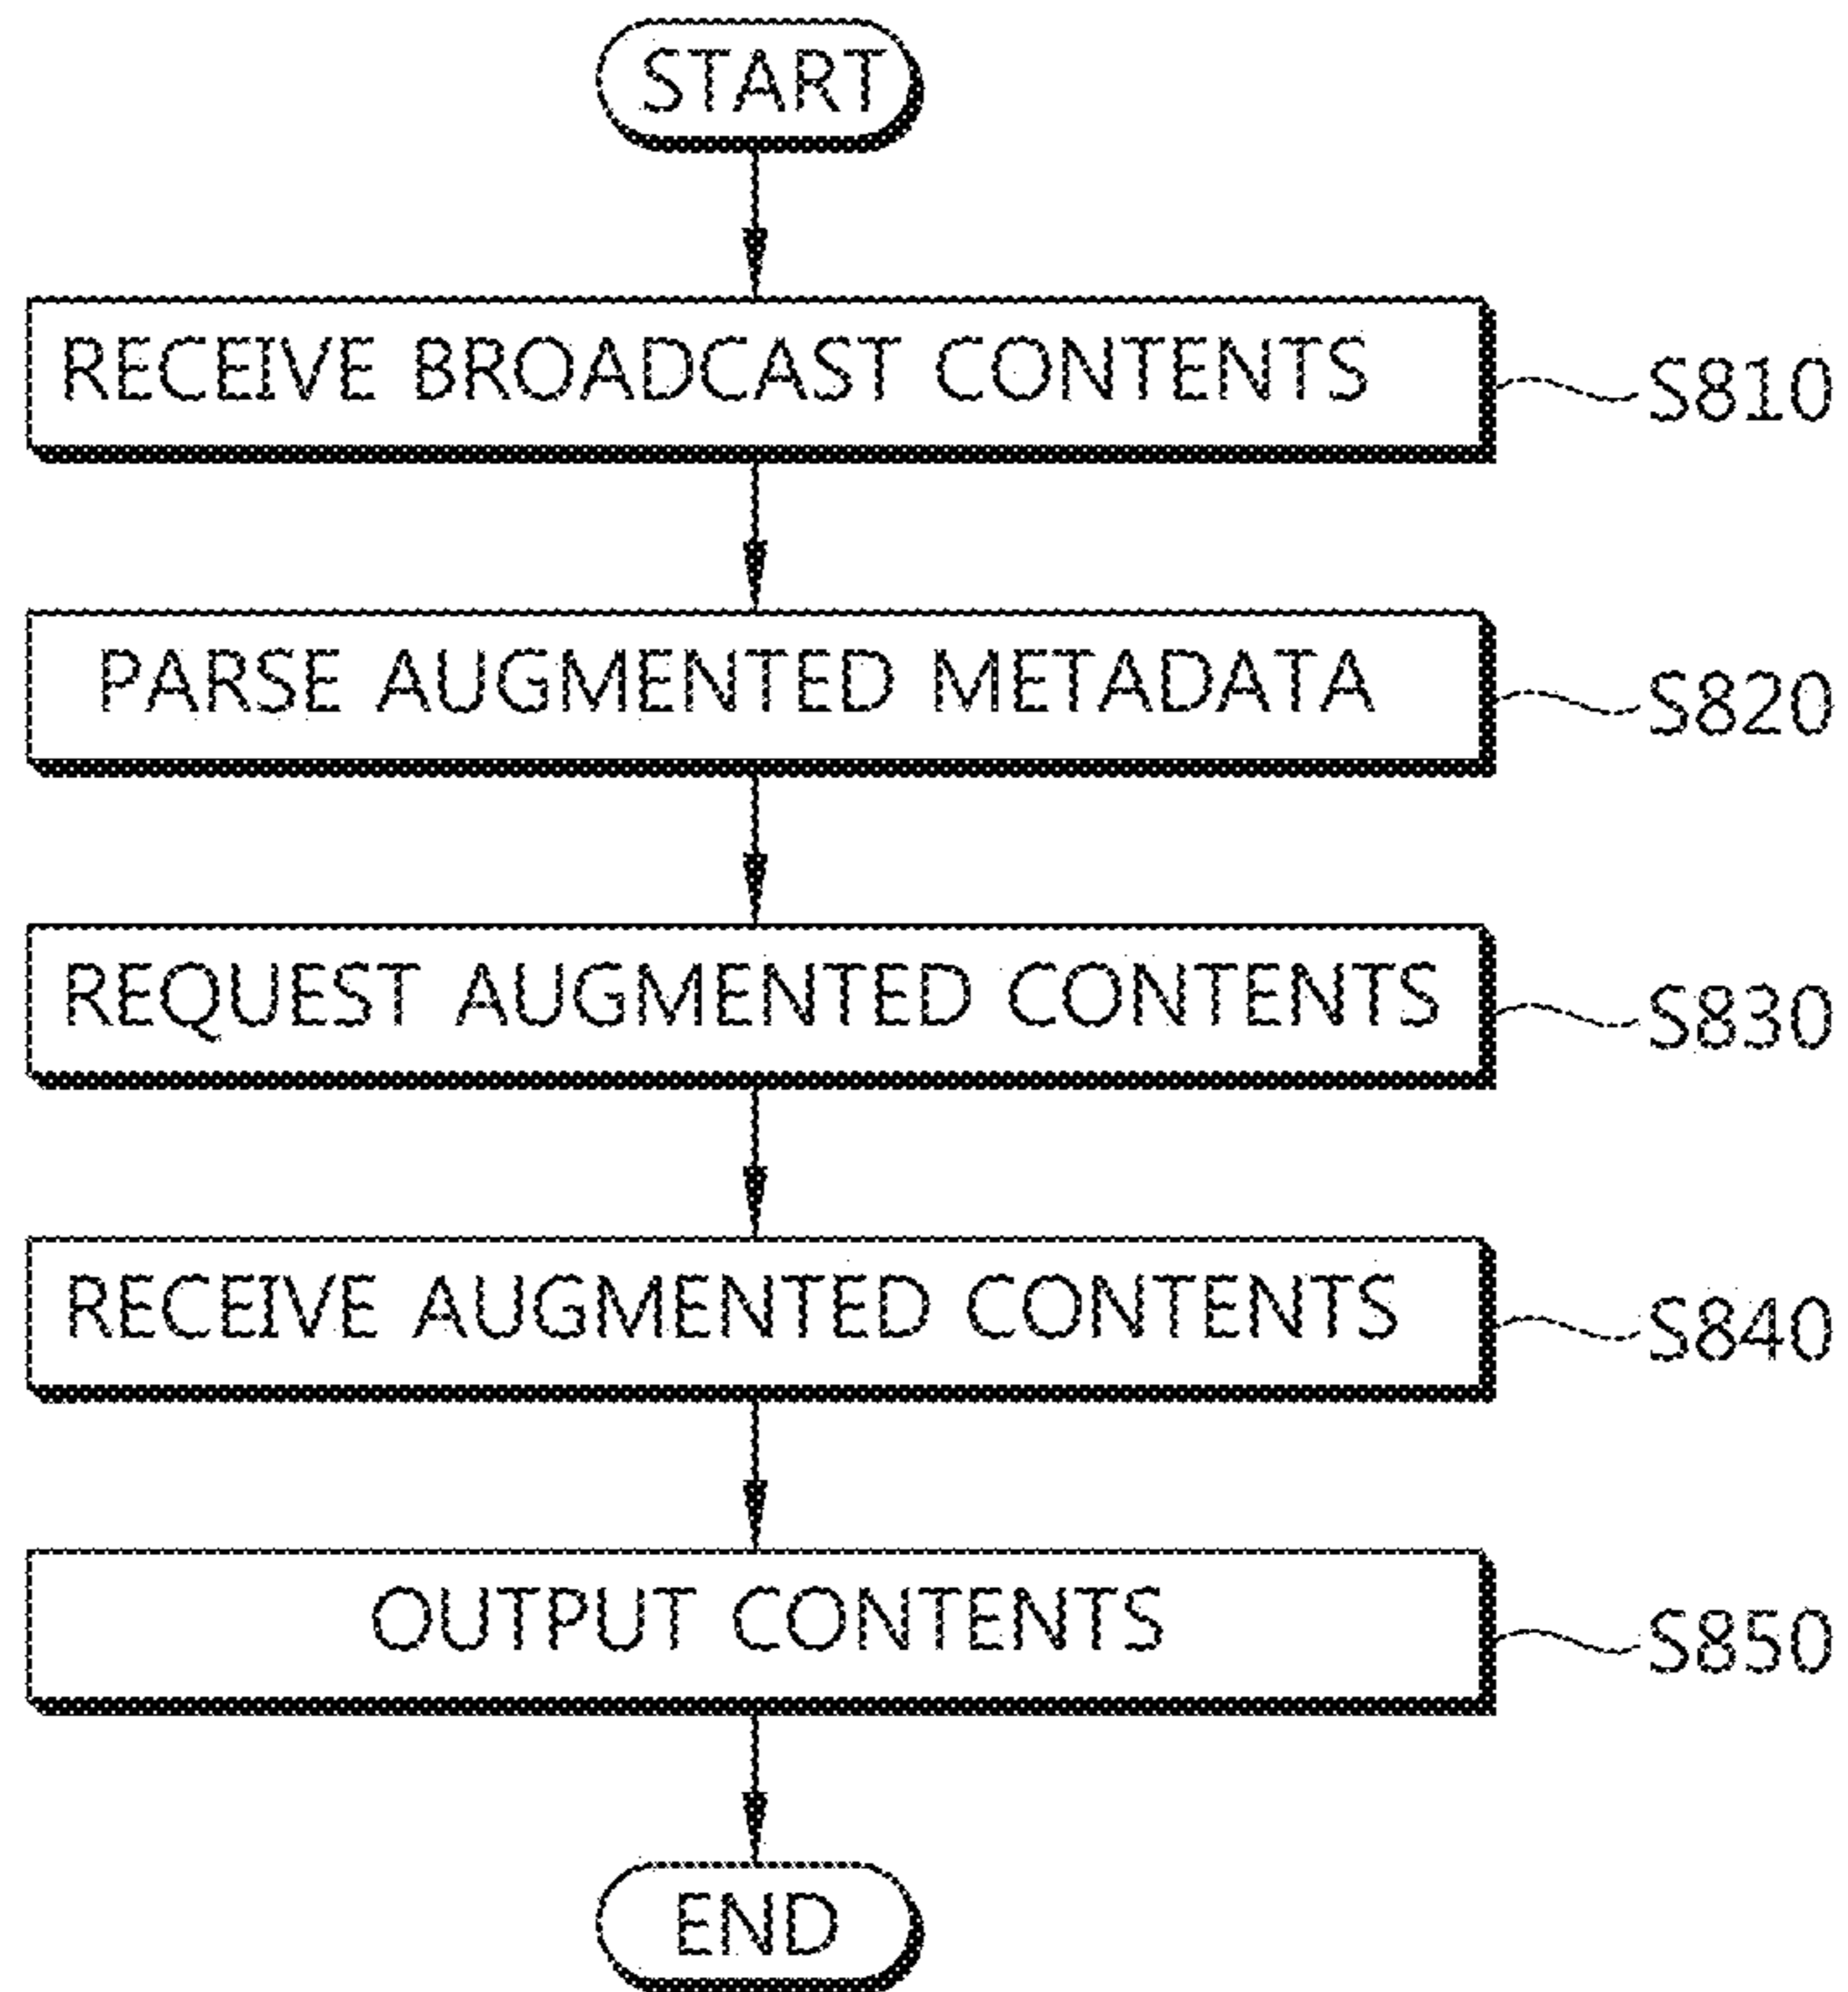 START
RECEIVE BROADCAST CONTENTS
S810
PARSE AUGMENTED METADATA
S820
REQUEST AUGMENTED CONTENTS
S830
RECEIVE AUGMENTED CONTENTS
S840
OUTPUT CONTENTS
S850
END